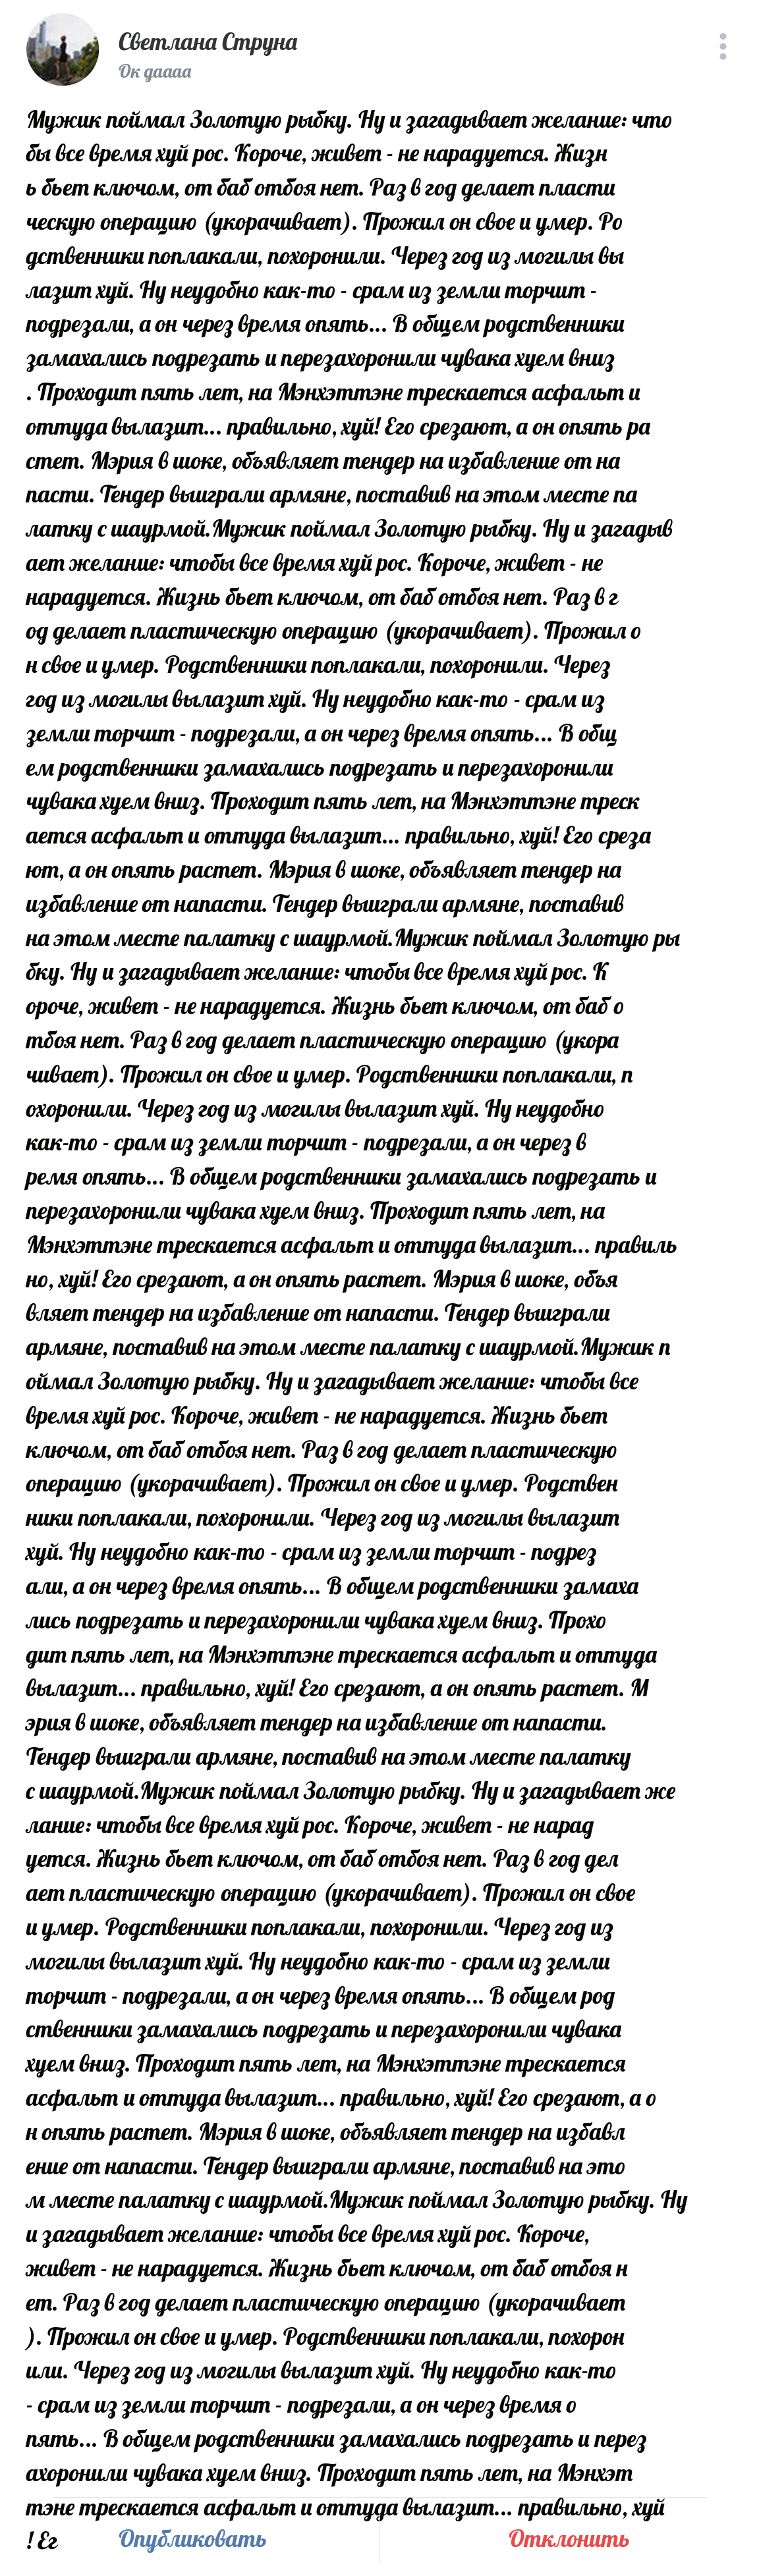 Светлана Струна
Ок даааа
Мужик поймал Золотую рыбку. Ну и загадывает желание: что
бы все время хуй рос. Короче, живет - не нарадуется. Жизн
ь бьет ключом, от баб отбоя нет. Раз в год делает пласти
ческую операцию (укорачивает). Прожил он свое и умер. Ро
дственники поплакали, похоронили. Через год из могилы вы
лазит хуй. Ну неудобно как-то - срам из земли торчит -
подрезали, а он через время опять... В общем родственники
замахались подрезать и перезахоронили чувака хуем вниз
. Проходит пять лет, на Мэнхэттэне трескается асфальт и
оттуда вылазит... правильно, хуй! Его срезают, а он опять ра
стет. Мэрия в шоке, объявляет тендер на избавление от на
пасти. Тендер выиграли армяне, поставив на этом месте па
латку с шаурмой.Мужик поймал Золотую рыбку. Ну и загадыв
ает желание: чтобы все время хуй рос. Короче, живет - не
нарадуется. Жизнь бьет ключом, от баб отбоя нет. Раз в г
од делает пластическую операцию (укорачивает). Прожил о
н свое и умер. Родственники поплакали, похоронили. Через
год из могилы вылазит хуй. Ну неудобно как-то - срам из
земли торчит - подрезали, а он через время опять... В общ
ем родственники замахались подрезать и перезахоронили
чувака хуем вниз. Проходит пять лет, на Мэнхэттэне треск
ается асфальт и оттуда вылазит... правильно, хуй! Его среза
ют, а он опять растет. Мэрия в шоке, объявляет тендер на
избавление от напасти. Тендер выиграли армяне, поставив
на этом месте палатку с шаурмой.Мужик поймал Золотую ры
бку. Ну и загадывает желание: чтобы все время хуй рос. К
ороче, живет - не нарадуется. Жизнь бьет ключом, от баб о
тбоя нет. Раз в год делает пластическую операцию (укора
чивает). Прожил он свое и умер. Родственники поплакали, п
охоронили. Через год из могилы вылазит хуй. Ну неудобно
как-то - срам из земли торчит - подрезали, а он через в
ремя опять... В общем родственники замахались подрезать и
перезахоронили чувака хуем вниз. Проходит пять лет, на
Мэнхэттэне трескается асфальт и оттуда вылазит... правиль
но, хуй! Его срезают, а он опять растет. Мэрия в шоке, объя
вляет тендер на избавление от напасти. Тендер выиграли
армяне, поставив на этом месте палатку с шаурмой.Мужик п
оймал Золотую рыбку. Ну и загадывает желание: чтобы все
время хуй рос. Короче, живет - не нарадуется. Жизнь бьет
ключом, от баб отбоя нет. Раз в год делает пластическую
операцию (укорачивает). Прожил он свое и умер. Родствен
ники поплакали, похоронили. Через год из могилы вылазит
хуй. Ну неудобно как-то - срам из земли торчит - подрез
али, а он через время опять... В общем родственники замаха
лись подрезать и перезахоронили чувака хуем вниз. Прохо
дит пять лет, на Мэнхэттэне трескается асфальт и оттуда
вылазит... правильно, хуй! Его срезают, а он опять растет. М
эрия в шоке, объявляет тендер на избавление от напасти.
Тендер выиграли армяне, поставив на этом месте палатку
с шаурмой.Мужик поймал Золотую рыбку. Ну и загадывает же
лание: чтобы все время хуй рос. Короче, живет - не нарад
уется. Жизнь бьет ключом, от баб отбоя нет. Раз в год дел
ает пластическую операцию (укорачивает). Прожил он свое
и умер. Родственники поплакали, похоронили. Через год из
могилы вылазит хуй. Ну неудобно как-то - срам из земли
торчит - подрезали, а он через время опять... В общем род
ственники замахались подрезать и перезахоронили чувака
хуем вниз. Проходит пять лет, на Мэнхэттэне трескается
асфальт и оттуда вылазит... правильно, хуй! Его срезают, а о
н опять растет. Мэрия в шоке, объявляет тендер на избавл
ение от напасти. Тендер выиграли армяне, поставив на это
м месте палатку с шаурмой.Мужик поймал Золотую рыбку. Ну
и загадывает желание: чтобы все время хуй рос. Короче,
живет - не нарадуется. Жизнь бьет ключом, от баб отбоя н
ет. Раз в год делает пластическую операцию (укорачивает
). Прожил он свое и умер. Родственники поплакали, похорон
или. Через год из могилы вылазит хуй. Ну неудобно как-то
- срам из земли торчит - подрезали, а он через время о
пять... В общем родственники замахались подрезать и перез
ахоронили чувака хуем вниз. Проходит пять лет, на Мэнхэт
тэне трескается асфальт и оттуда вылазит... правильно, хуй
! Ег
Опубликовать
Отклонить